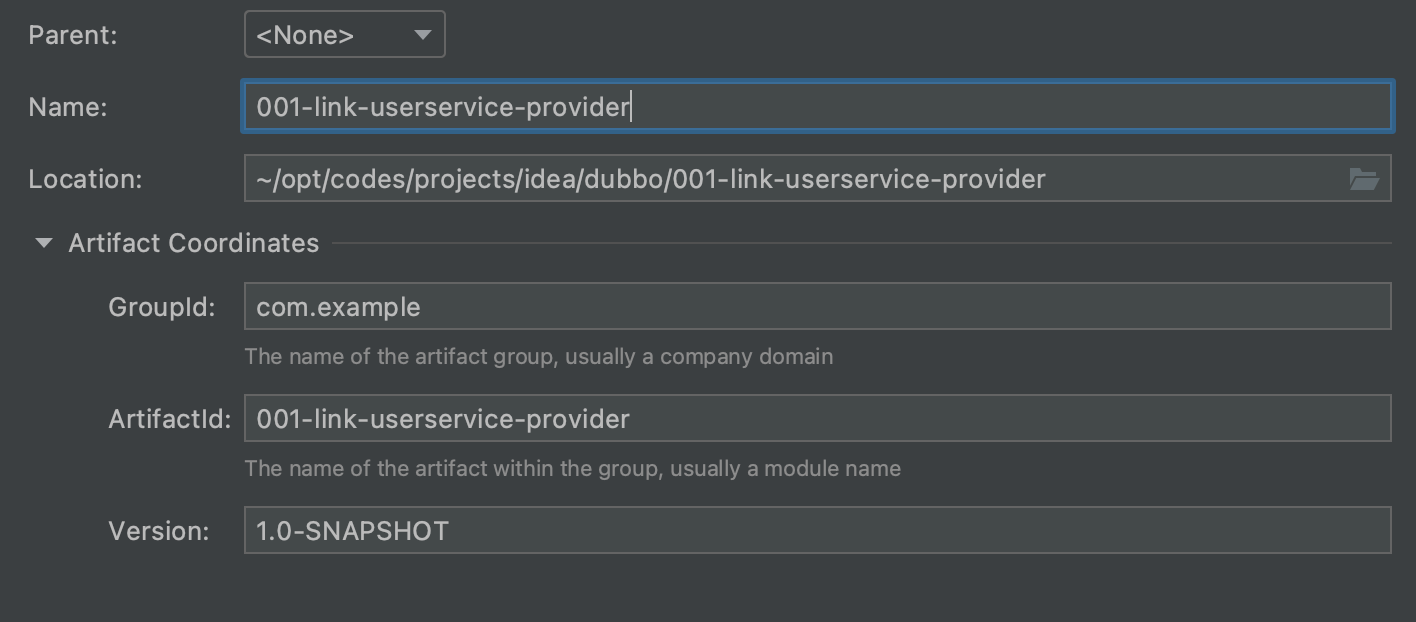 Parent: <None>
Name: 001-link-userservice-provider
Location: ~/opt/codes/projects/idea/dubbo/001-link-userservice-provider
Artifact Coordinates
GroupId: com.example
The name of the artifact group, usually a company domain
ArtifactId: 001-link-userservice-provider
The name of the artifact within the group, usually a module name
Version: 1.0-SNAPSHOT